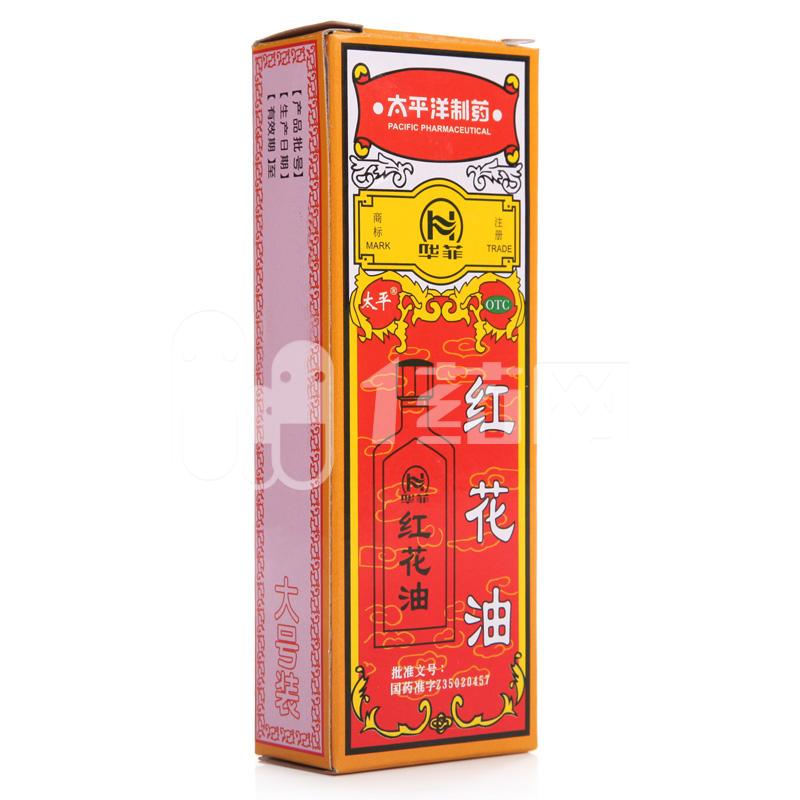 太平洋制药
PACIFIC PHARMACEUTICAL
商标
MARK
注册
TRADE
华菲
太平®
OTC
红花油
华菲
红花油
批准文号：
国药准字Z35020457
【产品批号】
【生产日期】
【有效期】至
大号装
1药网